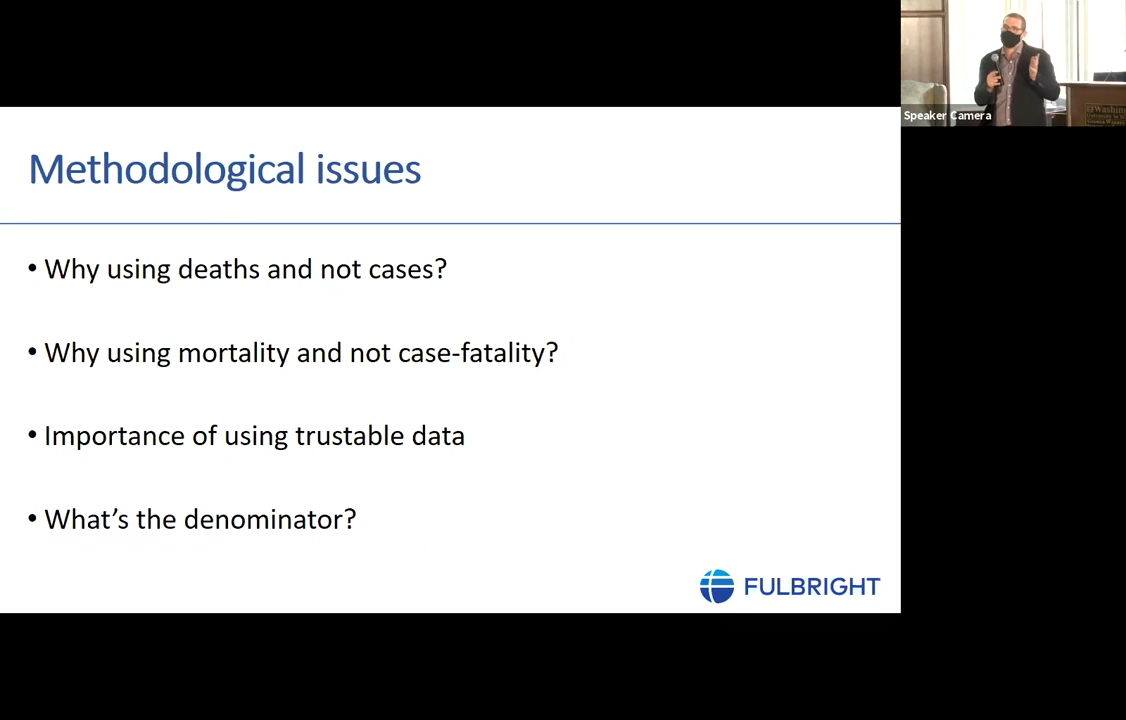 Speaker Camera
Methodological issues
• Why using deaths and not cases?
• Why using mortality and not case-fatality?
• Importance of using trustable data
• What's the denominator?
FULBRIGHT